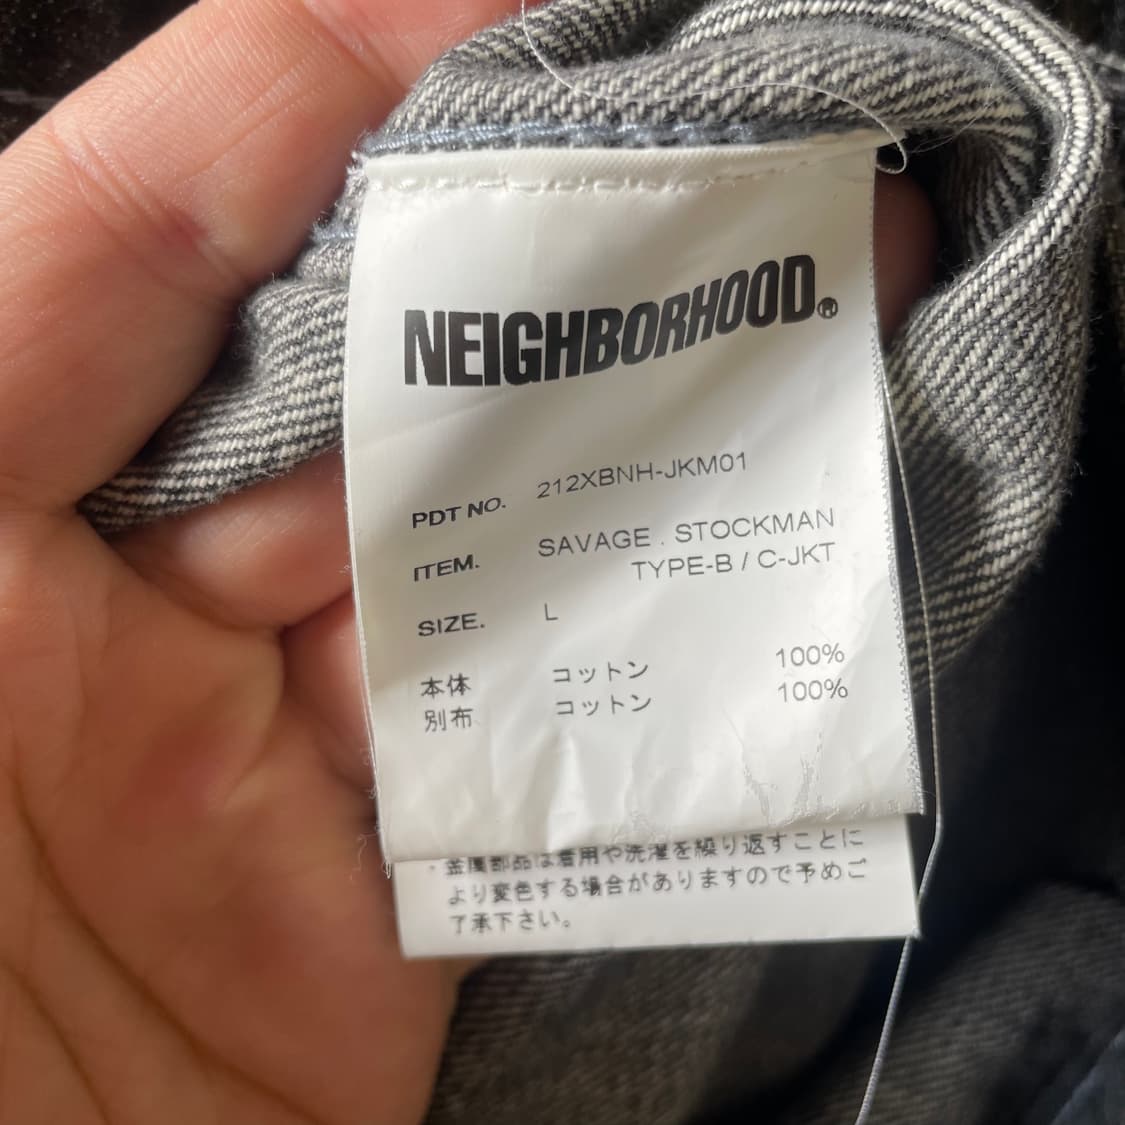 NEIGHBORHOOD®
PDT NO. 212XBNH-JKM01
ITEM. SAVAGE . STOCKMAN
TYPE-B / C-JKT
SIZE. L
本体 コットン 100%
別布 コットン 100%
・金属部品は着用や洗濯を繰り返すことに
より変色する場合がありますので予めご
了承下さい。